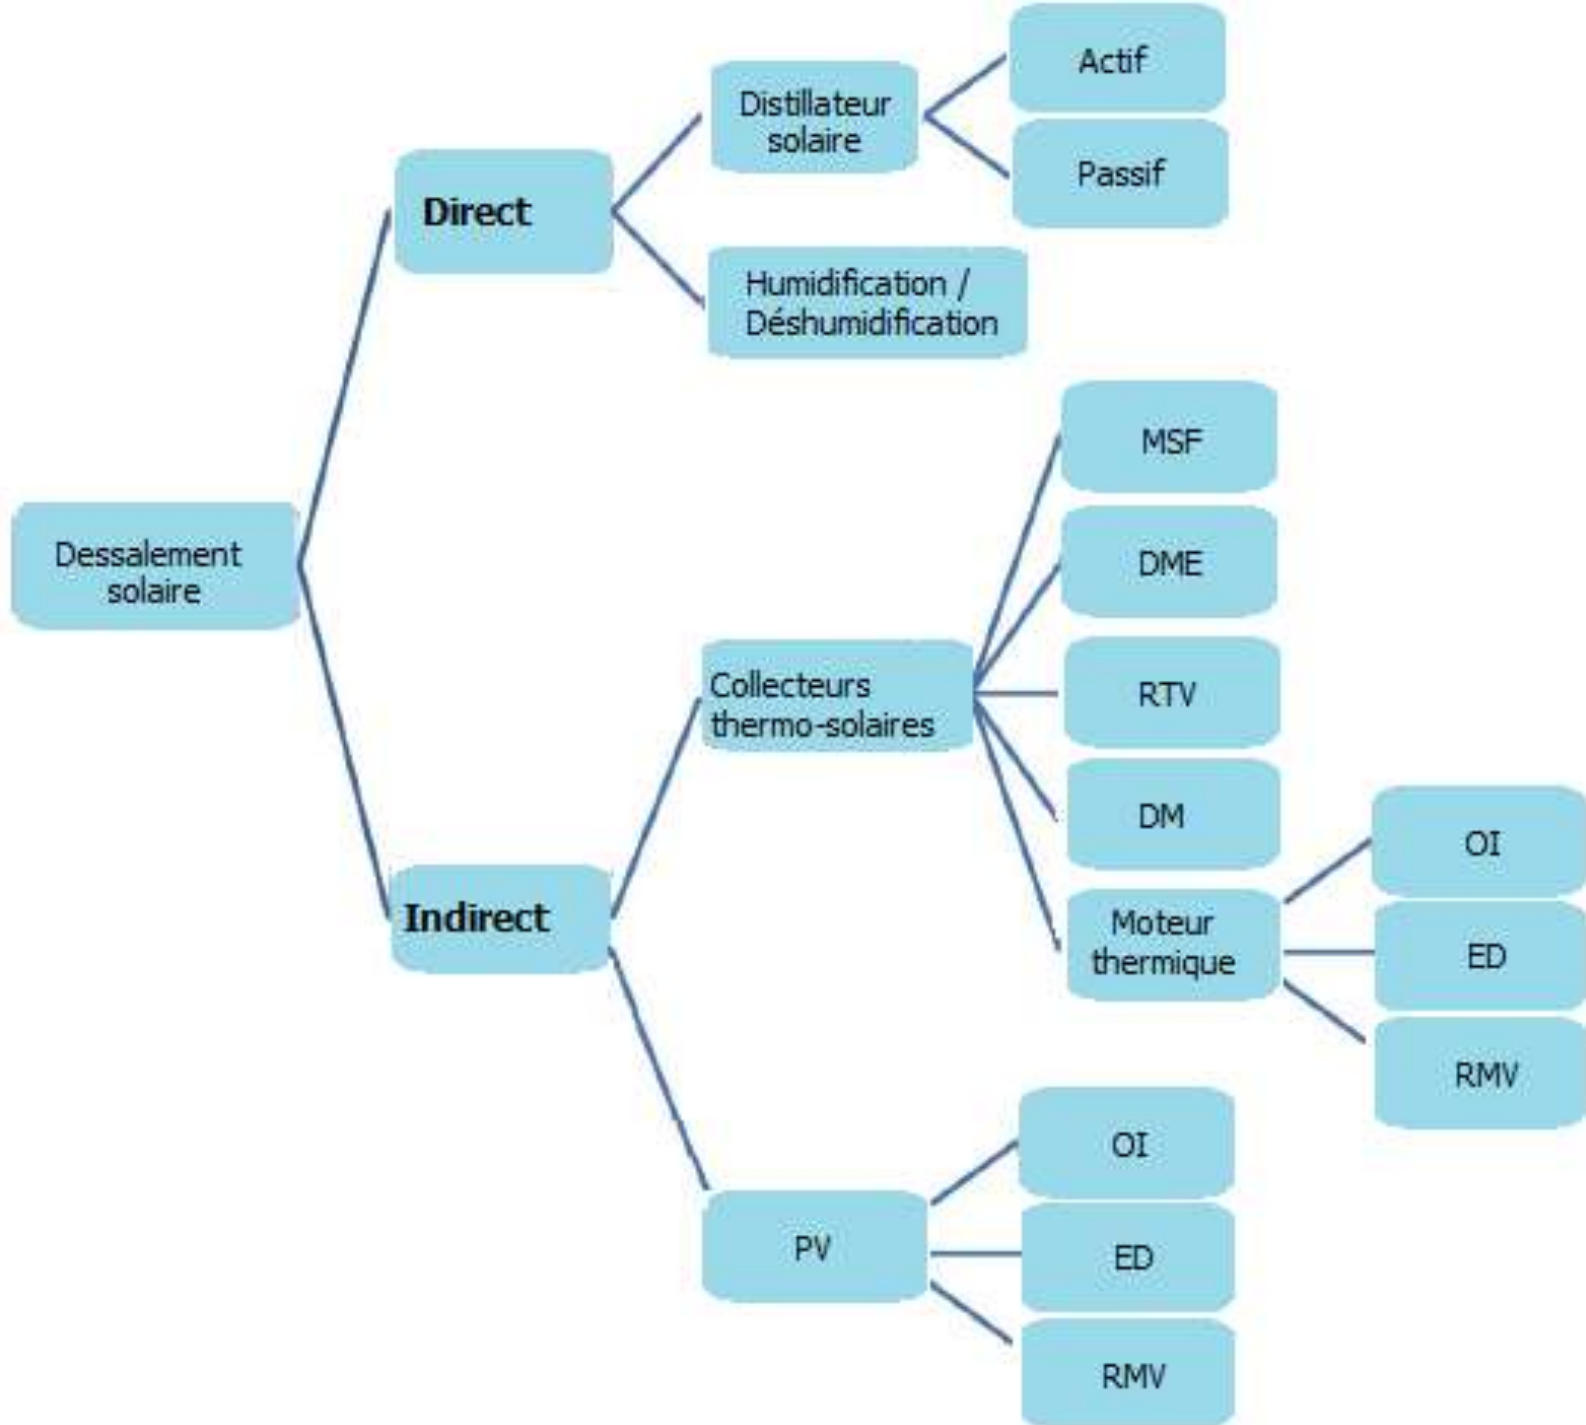 Dessalement
solaire
Direct
Distillateur
solaire
Actif
Passif
Humidification /
Déshumidification
Indirect
Collecteurs
thermo-solaires
MSF
DME
RTV
DM
Moteur
thermique
OI
ED
RMV
PV
OI
ED
RMV